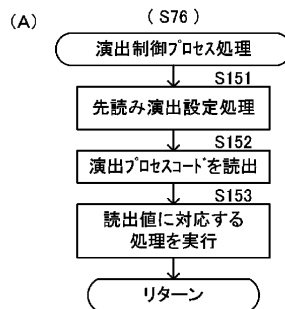 (A)
(S76)
演出制御プロセス処理
S151
先読み演出設定処理
S152
演出プロセスコードを読出
S153
読出値に対応する
処理を実行
リターン